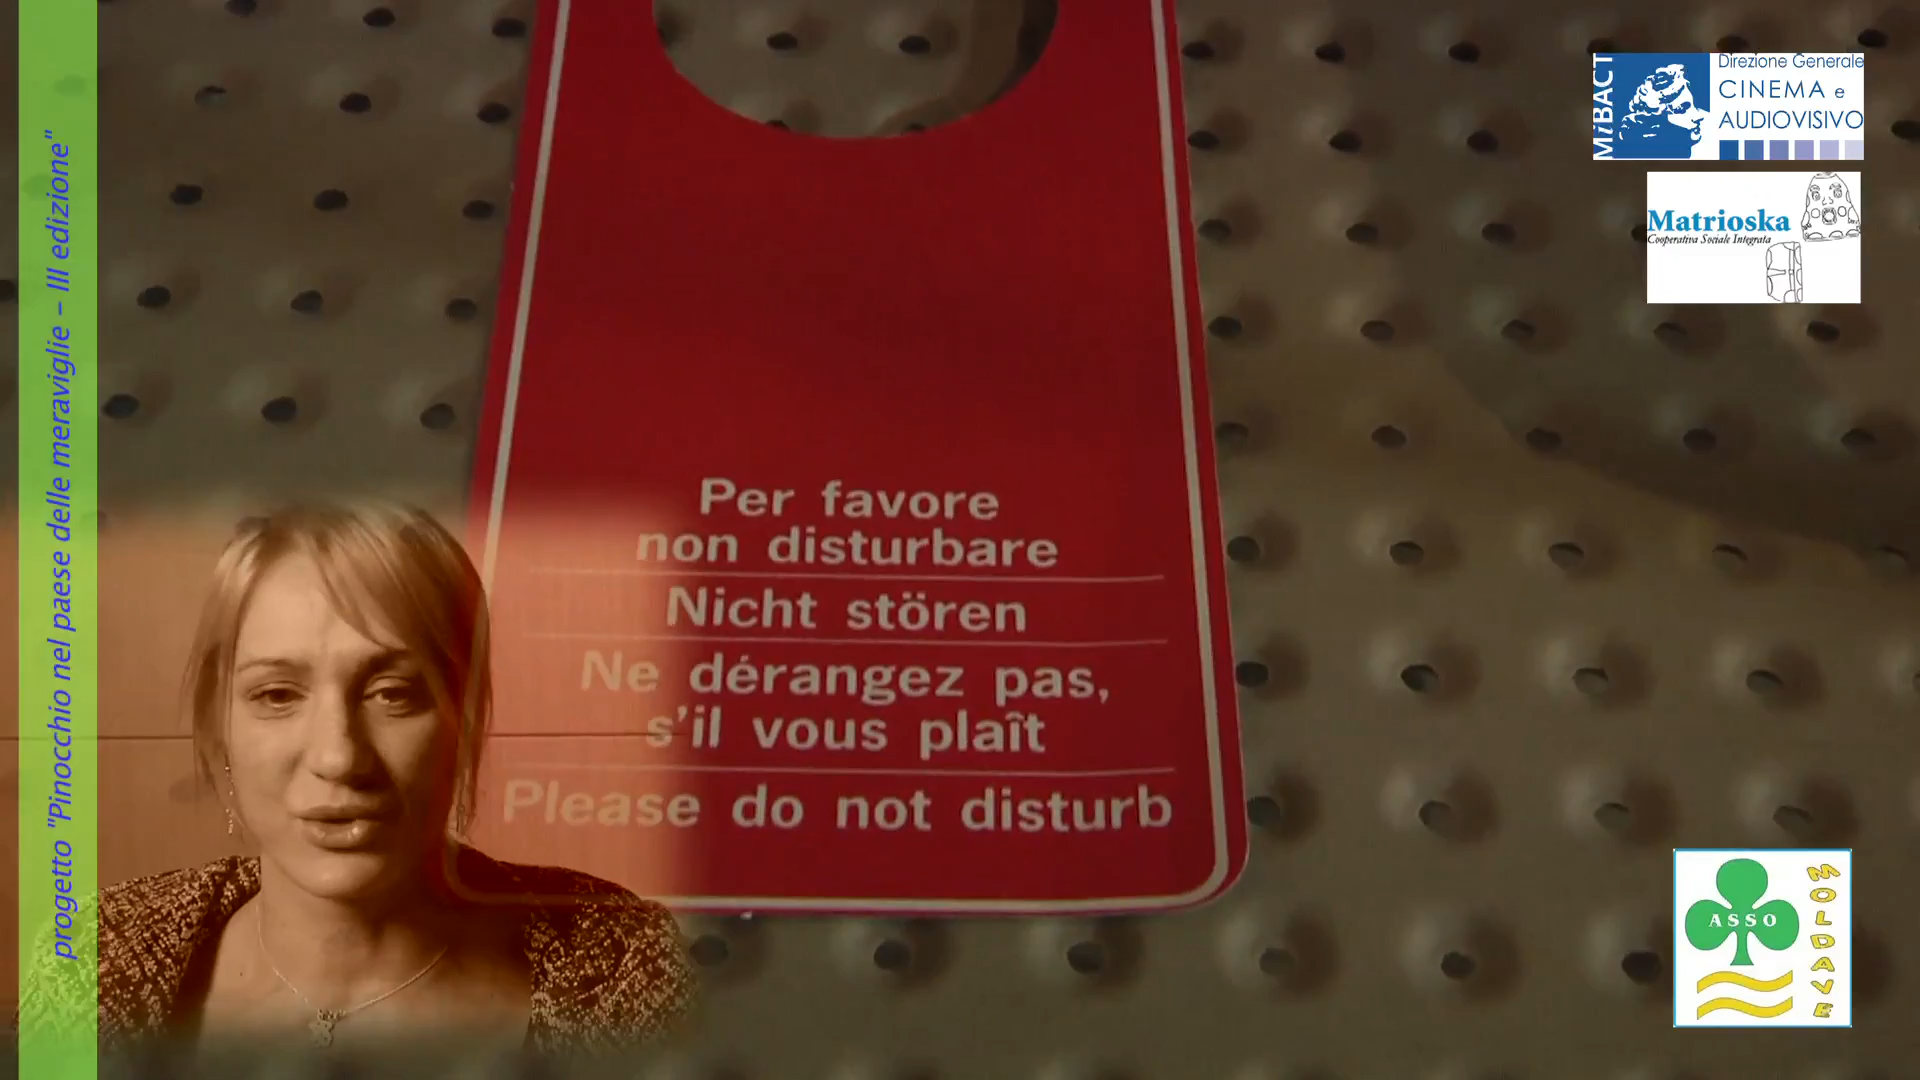 progetto "Pinocchio nel paese delle meraviglie – III edizione"
MiBACT
Direzione Generale
CINEMA e
AUDIOVISIVO
Matrioska
Cooperativa Sociale Integrata
Per favore
non disturbare
Nicht stören
Ne dérangez pas,
s'il vous plaît
Please do not disturb
ASSO
MOLDAVE